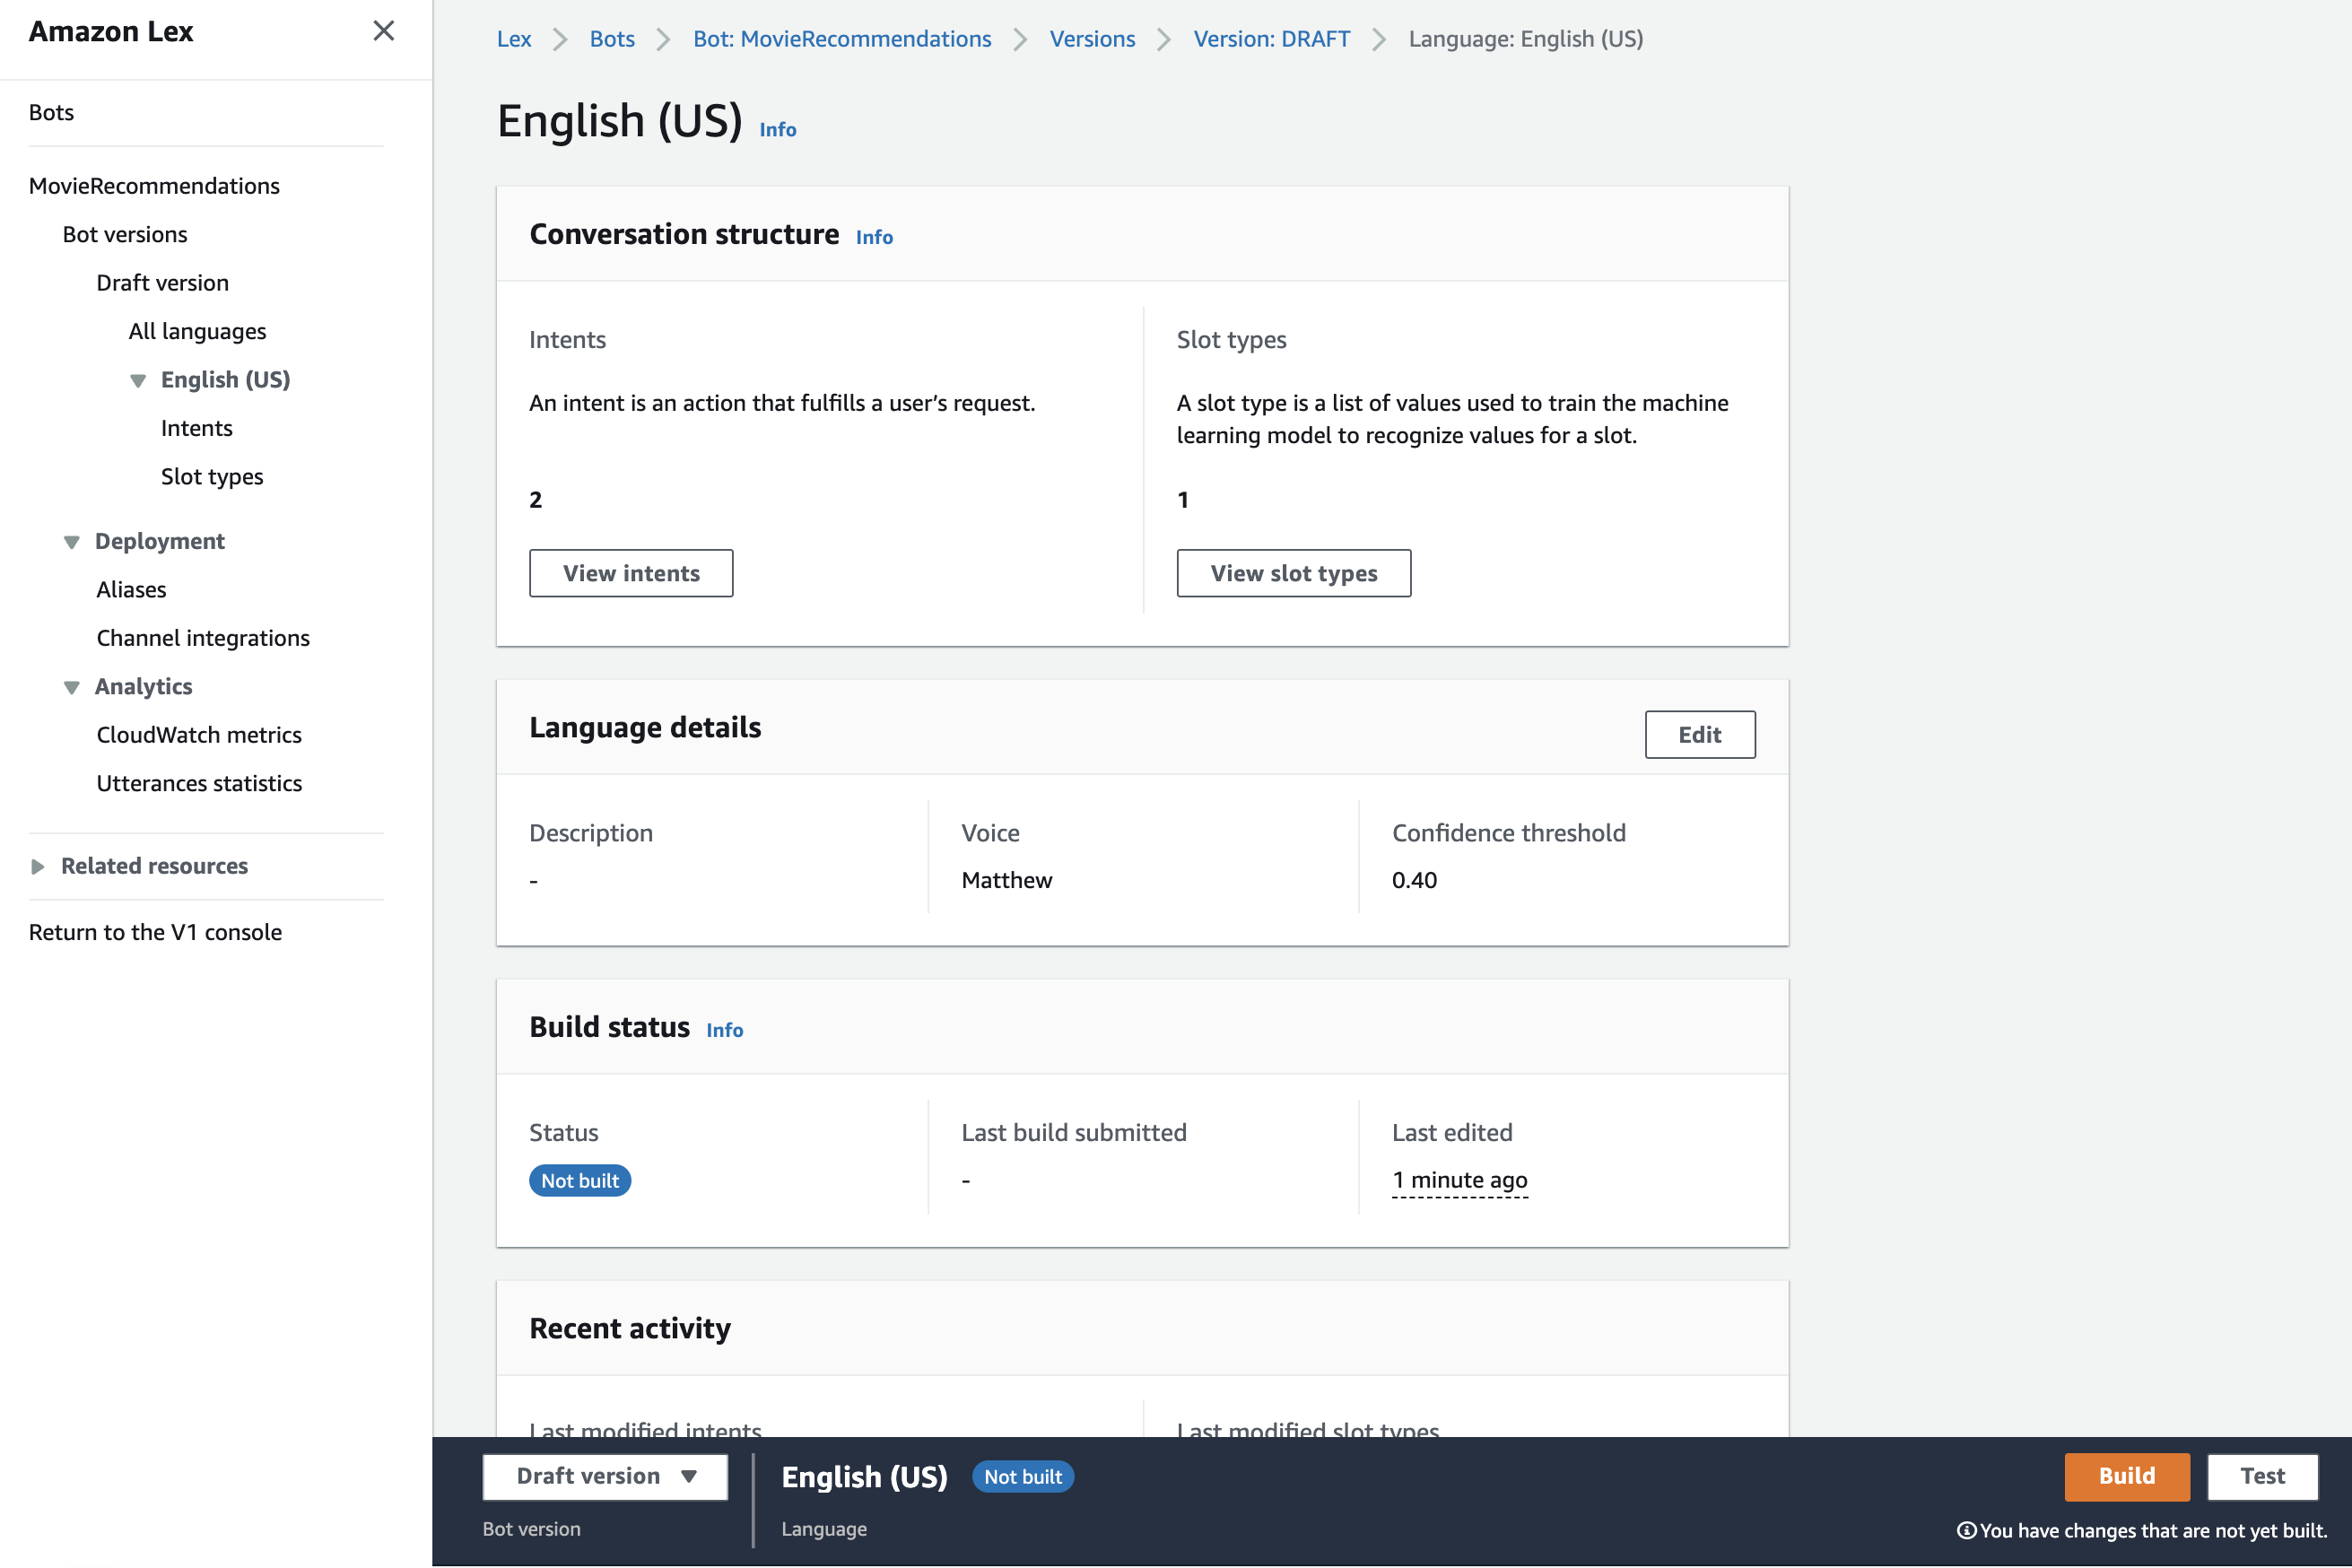 Amazon Lex
Bots
MovieRecommendations
Bot versions
Draft version
All languages
English (US)
Intents
Slot types
Deployment
Aliases
Channel integrations
Analytics
CloudWatch metrics
Utterances statistics
Related resources
Return to the V1 console
Lex Bots Bot: MovieRecommendations Versions Version: DRAFT Language: English (US)
English (US) Info
Conversation structure Info
Intents
An intent is an action that fulfills a user’s request.
2
View intents
Slot types
A slot type is a list of values used to train the machine
learning model to recognize values for a slot.
1
View slot types
Language details
Edit
Description
-
Voice
Matthew
Confidence threshold
0.40
Build status Info
Status
Not built
Last build submitted
-
Last edited
1 minute ago
Recent activity
Last modified intents
Last modified slot types
Draft version
Bot version
English (US) Not built
Language
Build
Test
You have changes that are not yet built.